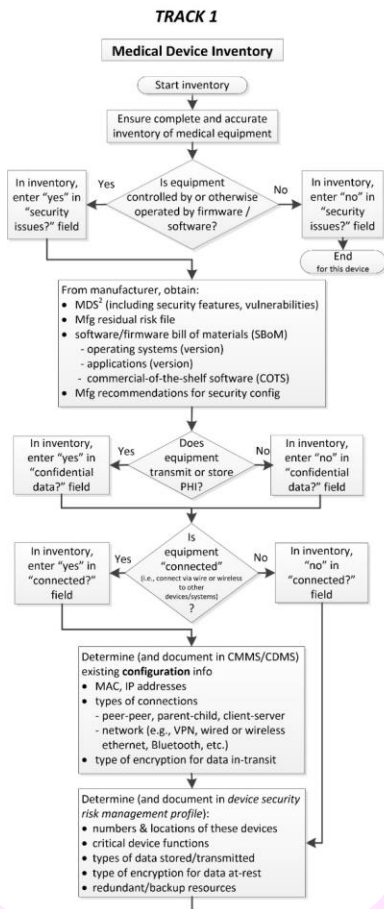 TRACK 1
Medical Device Inventory
Start inventory
Ensure complete and accurate
inventory of medical equipment
In inventory,
enter “yes” in
“security
issues?” field
Yes
Is equipment
controlled by or otherwise
operated by firmware /
software?
No
In inventory,
enter “no” in
“security
issues?” field
End
for this device
From manufacturer, obtain:
• MDS² (including security features, vulnerabilities)
• Mfg residual risk file
• software/firmware bill of materials (SBoM)
- operating systems (version)
- applications (version)
- commercial-of-the-shelf software (COTS)
• Mfg recommendations for security config
In inventory,
enter “yes” in
“confidential
data?” field
Yes
Does
equipment
transmit or store
PHI?
No
In inventory,
enter “no” in
“confidential
data?” field
In inventory,
enter “yes” in
“connected?”
field
Yes
Is
equipment
“connected”
(i.e., connect via wire or wireless
to other
devices/systems)
?
No
In inventory,
“no” in
“connected?”
field
Determine (and document in CMMS/CDMS)
existing configuration info
• MAC, IP addresses
• types of connections
- peer-peer, parent-child, client-server
- network (e.g., VPN, wired or wireless
ethernet, Bluetooth, etc.)
• type of encryption for data in-transit
Determine (and document in device security
risk management profile):
• numbers & locations of these devices
• critical device functions
• types of data stored/transmitted
• type of encryption for data at-rest
• redundant/backup resources